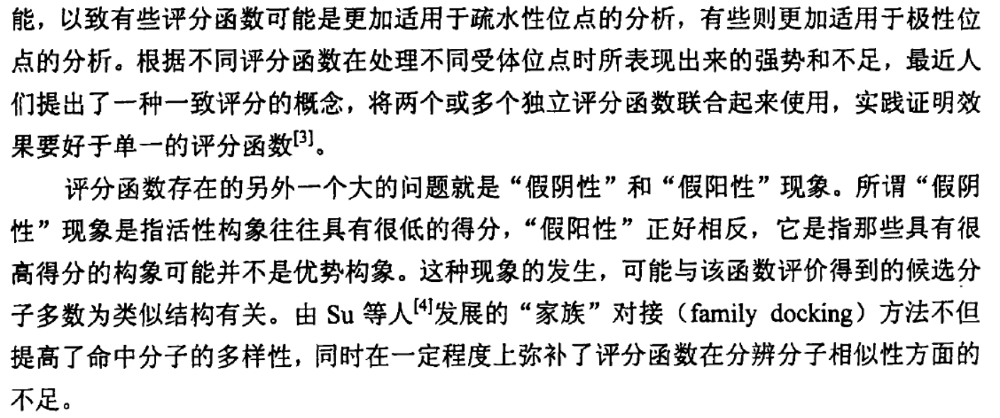 能，以致有些评分函数可能是更加适用于疏水性位点的分析，有些则更加适用于极性位
点的分析。根据不同评分函数在处理不同受体位点时所表现出来的强势和不足，最近人
们提出了一种一致评分的概念，将两个或多个独立评分函数联合起来使用，实践证明效
果要好于单一的评分函数[3]。
评分函数存在的另外一个大的问题就是“假阴性”和“假阳性”现象。所谓“假阴
性”现象是指活性构象往往具有很低的得分，“假阳性”正好相反，它是指那些具有很
高得分的构象可能并不是优势构象。这种现象的发生，可能与该函数评价得到的候选分
子多数为类似结构有关。由 Su 等人[4]发展的“家族”对接（family docking）方法不但
提高了命中分子的多样性，同时在一定程度上弥补了评分函数在分辨分子相似性方面的
不足。